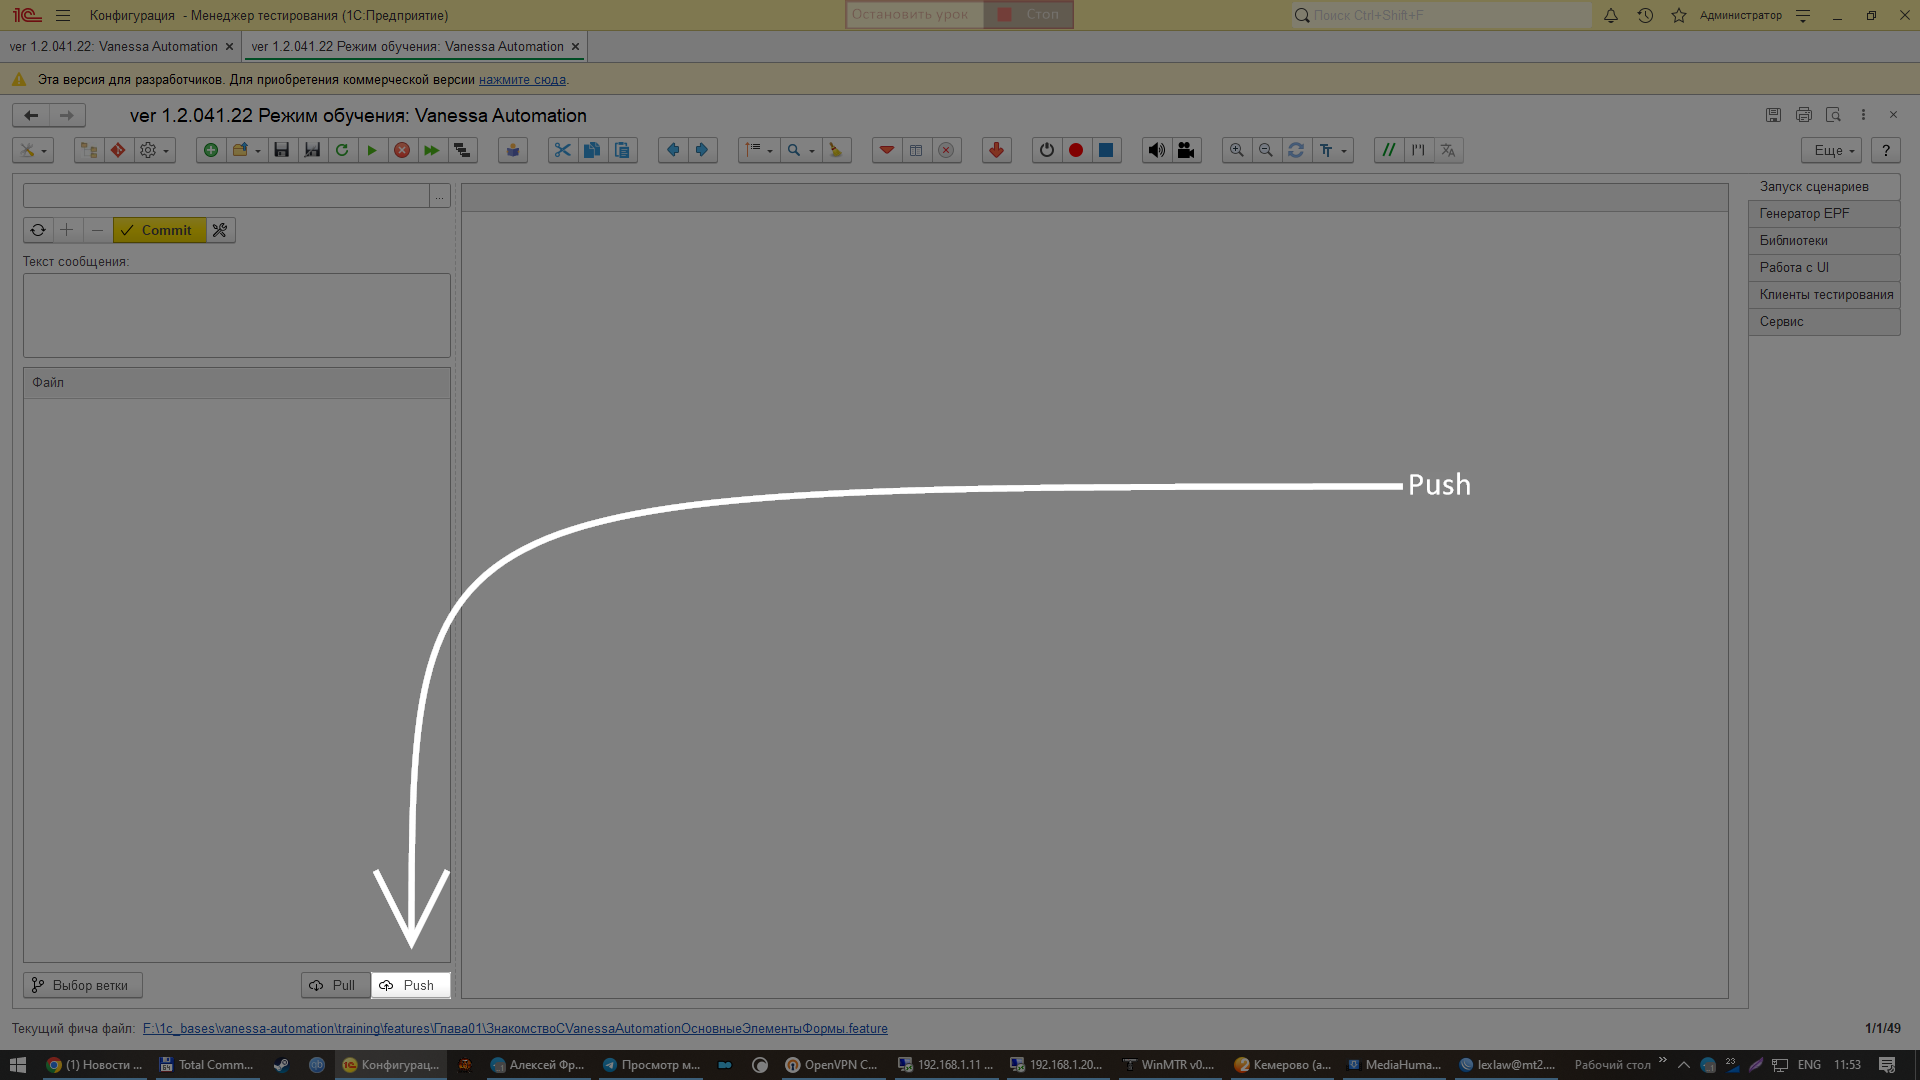 Конфигурация - Менеджер тестирования (1С:Предприятие)
Остановить урок
Стоп
Поиск Ctrl+Shift+F
Администратор
ver 1.2.041.22: Vanessa Automation
ver 1.2.041.22 Режим обучения: Vanessa Automation
Эта версия для разработчиков. Для приобретения коммерческой версии нажмите сюда.
ver 1.2.041.22 Режим обучения: Vanessa Automation
Еще
?
...
Запуск сценариев
Генератор EPF
Библиотеки
Работа с UI
Клиенты тестирования
Сервис
Commit
Текст сообщения:
Файл
Push
Выбор ветки
Pull
Push
Текущий фича файл: F:\1c_bases\vanessa-automation\training\features\Глава01\ЗнакомствоСVanessaAutomationОсновныеЭлементыФормы.feature
1/1/49
(1) Новости ...
Total Comm...
Конфигурац...
Алексей Фр...
Просмотр м...
OpenVPN C...
192.168.1.11 ...
192.168.1.20...
WinMTR v0....
Кемерово (а...
MediaHuma...
lexlaw@mt2....
Рабочий стол
23
ENG
11:53